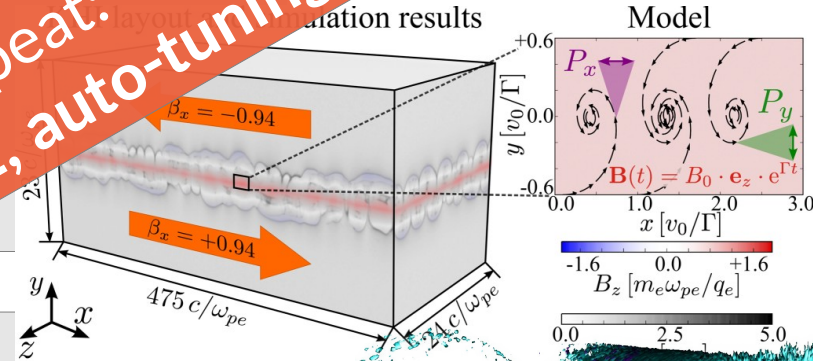 peat.
, auto-tuning
layout
simulation results
Model
β_x = −0.94
β_x = +0.94
475 c/ω_pe
24 c/ω_pe
y
x
z
+0.6
0.0
-0.6
y [v_0/Γ]
P_x
P_y
B(t) = B_0 · e_z · e^{Γt}
0.0 1.0 2.0 3.0
x [v_0/Γ]
-1.6 0.0 +1.6
B_z [m_e ω_pe/q_e]
0.0 2.5 5.0